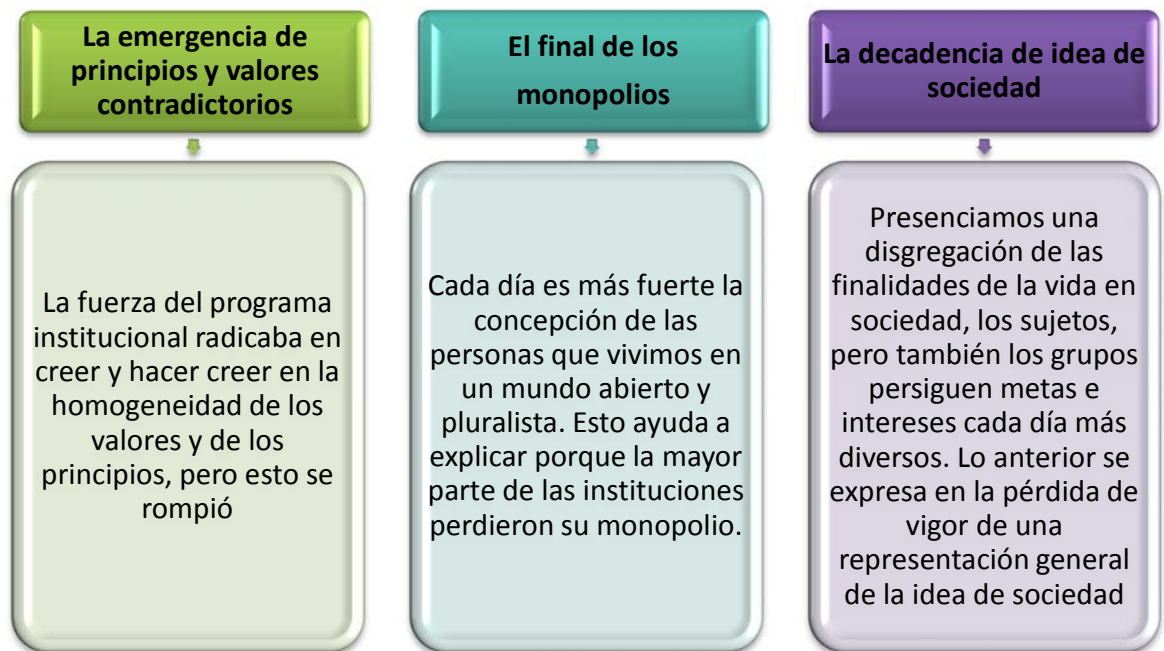 La emergencia de
principios y valores
contradictorios
La fuerza del programa
institucional radicaba en
creer y hacer creer en la
homogeneidad de los
valores y de los
principios, pero esto se
rompió
El final de los
monopolios
Cada día es más fuerte la
concepción de las
personas que vivimos en
un mundo abierto y
pluralista. Esto ayuda a
explicar porque la mayor
parte de las instituciones
perdieron su monopolio.
La decadencia de idea de
sociedad
Presenciamos una
disgregación de las
finalidades de la vida en
sociedad, los sujetos,
pero también los grupos
persiguen metas e
intereses cada día más
diversos. Lo anterior se
expresa en la pérdida de
vigor de una
representación general
de la idea de sociedad